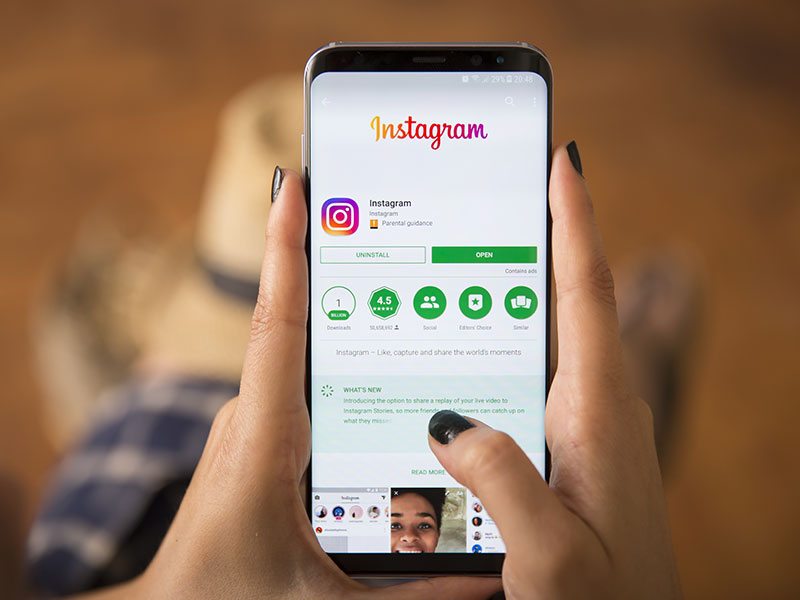 29% 20:48
Instagram
Instagram
Instagram
Parental guidance
UNINSTALL
OPEN
Contains ads
1
BILLION
4.5
Downloads
Social
Editors' Choice
Similar
Instagram – Like, capture and share the world's moments
WHAT'S NEW
Introducing the option to share a replay of your live video to
Instagram Stories, so more friends and followers can catch up on
what they
READ MORE
Instagram